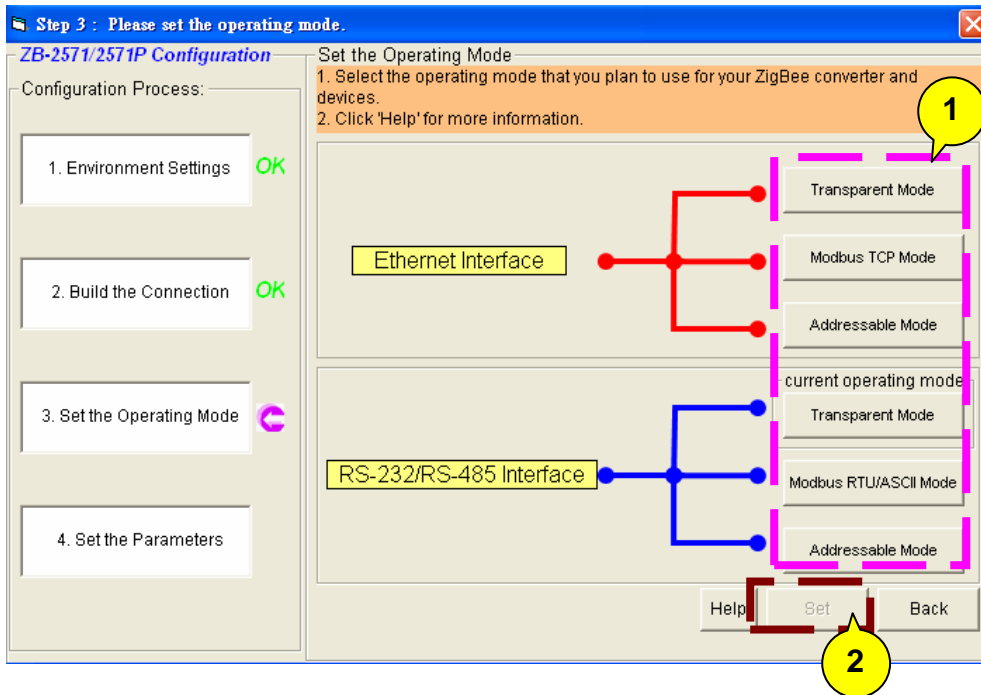 Step 3 : Please set the operating mode.
ZB-2571/2571P Configuration
Configuration Process:
1. Environment Settings
OK
2. Build the Connection
OK
3. Set the Operating Mode
4. Set the Parameters
Set the Operating Mode
1. Select the operating mode that you plan to use for your ZigBee converter and
devices.
2. Click 'Help' for more information.
1
Ethernet Interface
Transparent Mode
Modbus TCP Mode
Addressable Mode
current operating mode
RS-232/RS-485 Interface
Transparent Mode
Modbus RTU/ASCII Mode
Addressable Mode
Help
Set
Back
2